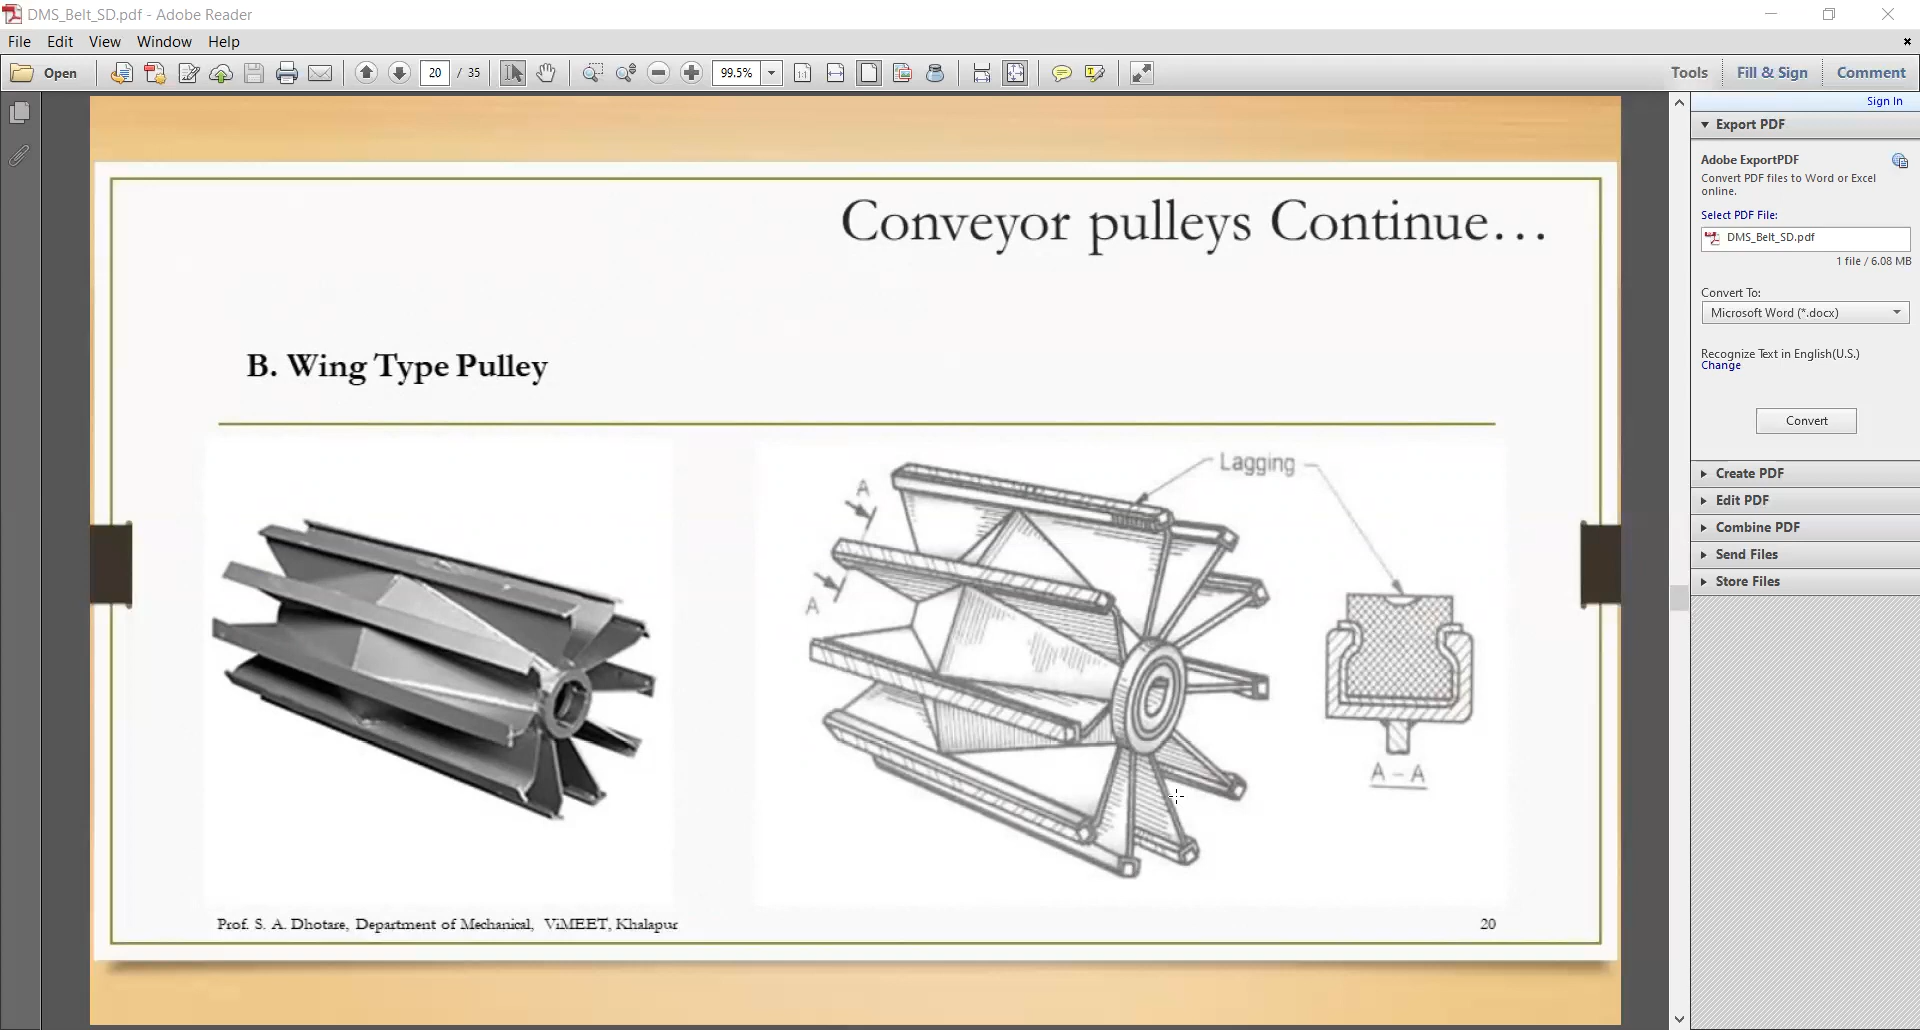 DMS_Belt_SD.pdf - Adobe Reader
File Edit View Window Help
Open 20 / 35 99.5% Tools Fill & Sign Comment
Sign In
Export PDF
Adobe ExportPDF
Convert PDF files to Word or Excel
online.
Select PDF File:
DMS_Belt_SD.pdf
1 file / 6.08 MB
Convert To:
Microsoft Word (*.docx)
Recognize Text in English(U.S.)
Change
Convert
Create PDF
Edit PDF
Combine PDF
Send Files
Store Files
Conveyor pulleys Continue…
B. Wing Type Pulley
Lagging
A
A
A – A
Prof. S. A. Dhotare, Department of Mechanical, ViMEET, Khalapur
20